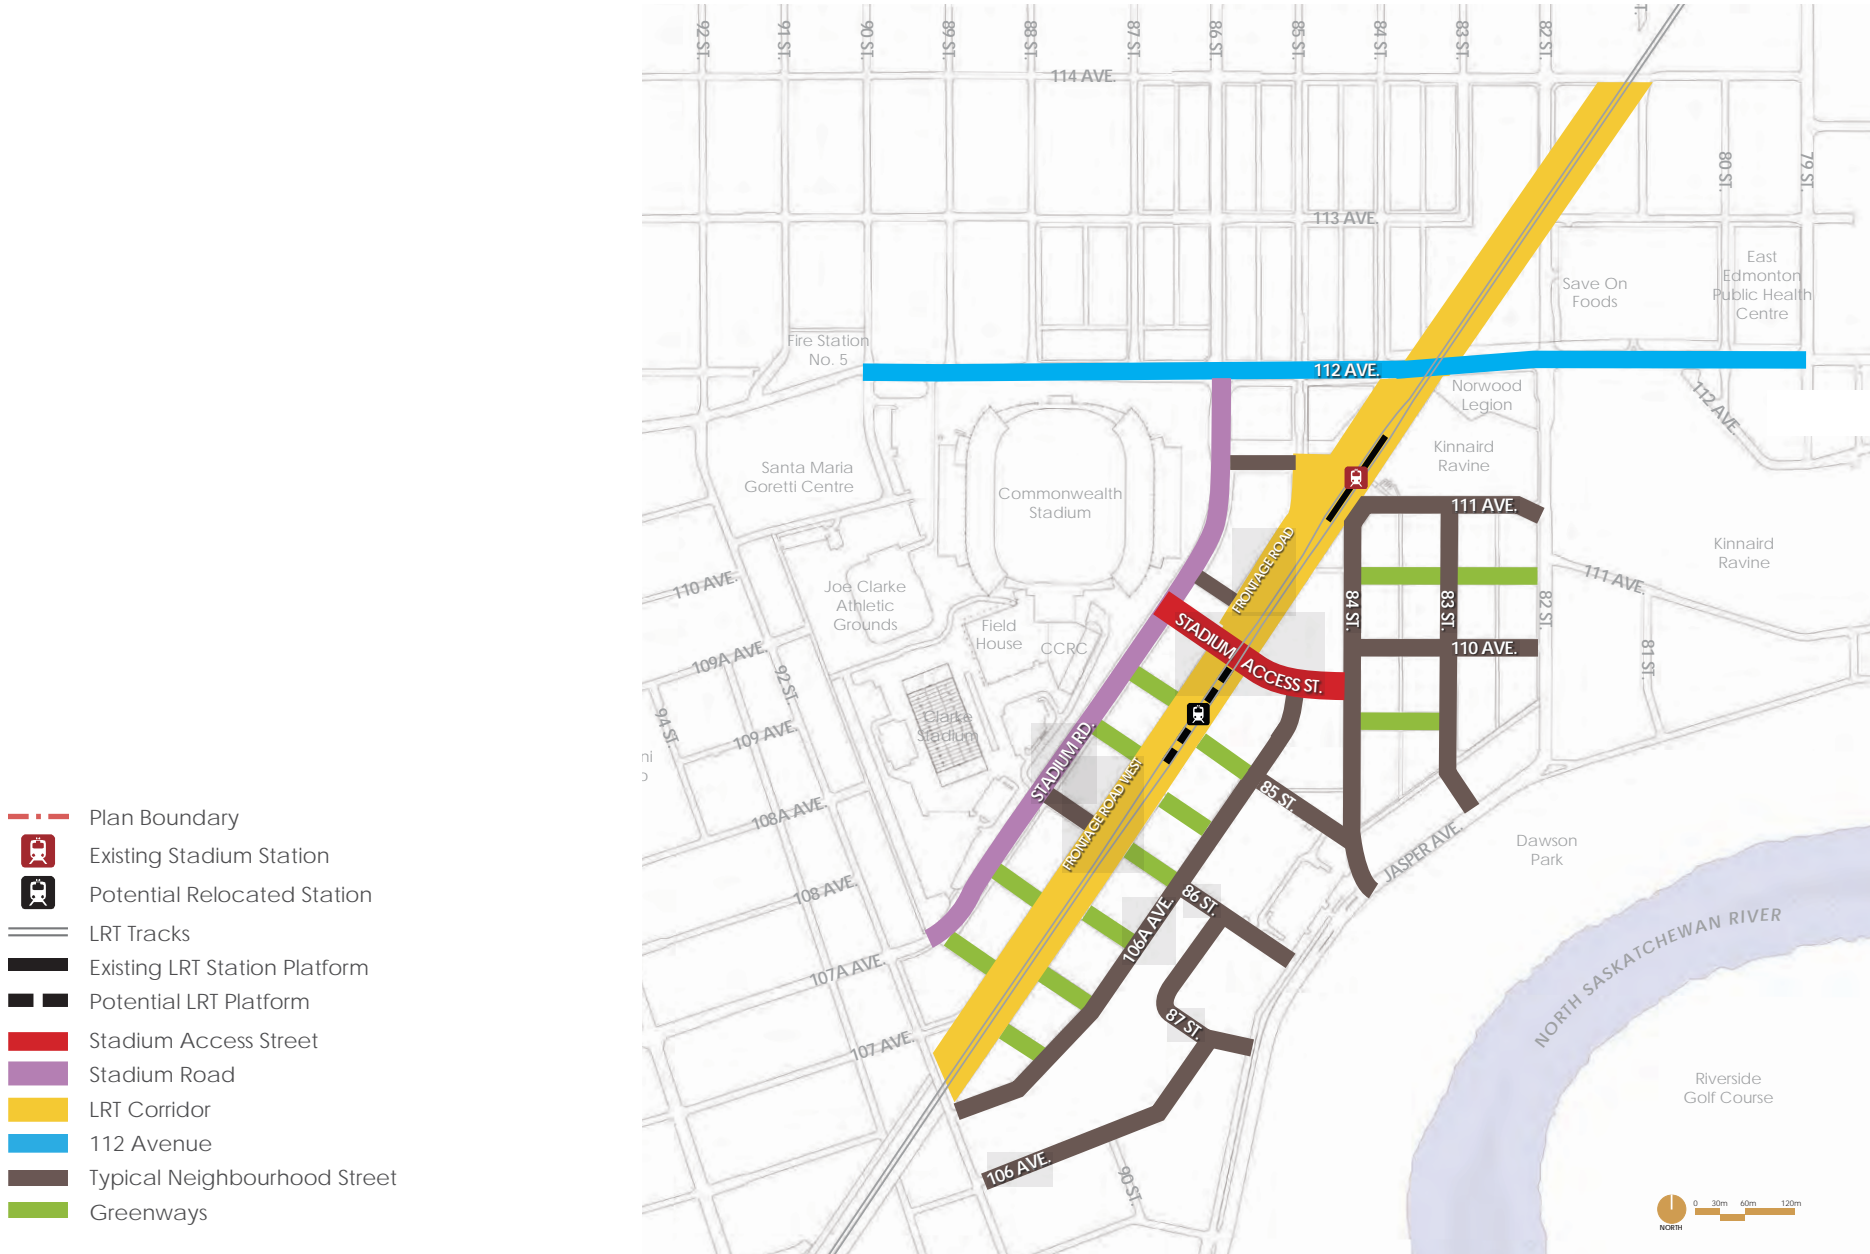 92 ST.
91 ST.
90 ST.
89 ST.
88 ST.
87 ST.
86 ST.
85 ST.
84 ST.
83 ST.
82 ST.
T.
114 AVE.
80 ST.
79 ST.
113 AVE.
East
Edmonton
Public Health
Centre
Save On
Foods
Fire Station
No. 5
112 AVE.
Norwood
Legion
112 AVE.
Kinnaird
Ravine
Santa Maria
Goretti Centre
Commonwealth
Stadium
111 AVE.
FRONTAGE ROAD
Kinnaird
Ravine
110 AVE.
111 AVE.
Joe Clarke
Athletic
Grounds
84 ST.
83 ST.
82 ST.
Field
House
CCRC
STADIUM ACCESS ST.
110 AVE.
81 ST.
109A AVE.
92 ST.
94 ST.
109 AVE.
Clarke
Stadium
STADIUM RD.
FRONTAGE ROAD WEST
85 ST.
ni
o
108A AVE.
JASPER AVE.
Dawson
Park
108 AVE.
86 ST.
106A AVE.
107A AVE.
NORTH SASKATCHEWAN RIVER
87 ST.
107 AVE.
Riverside
Golf Course
106 AVE.
90 ST.
Plan Boundary
Existing Stadium Station
Potential Relocated Station
LRT Tracks
Existing LRT Station Platform
Potential LRT Platform
Stadium Access Street
Stadium Road
LRT Corridor
112 Avenue
Typical Neighbourhood Street
Greenways
0 30m 60m 120m
NORTH